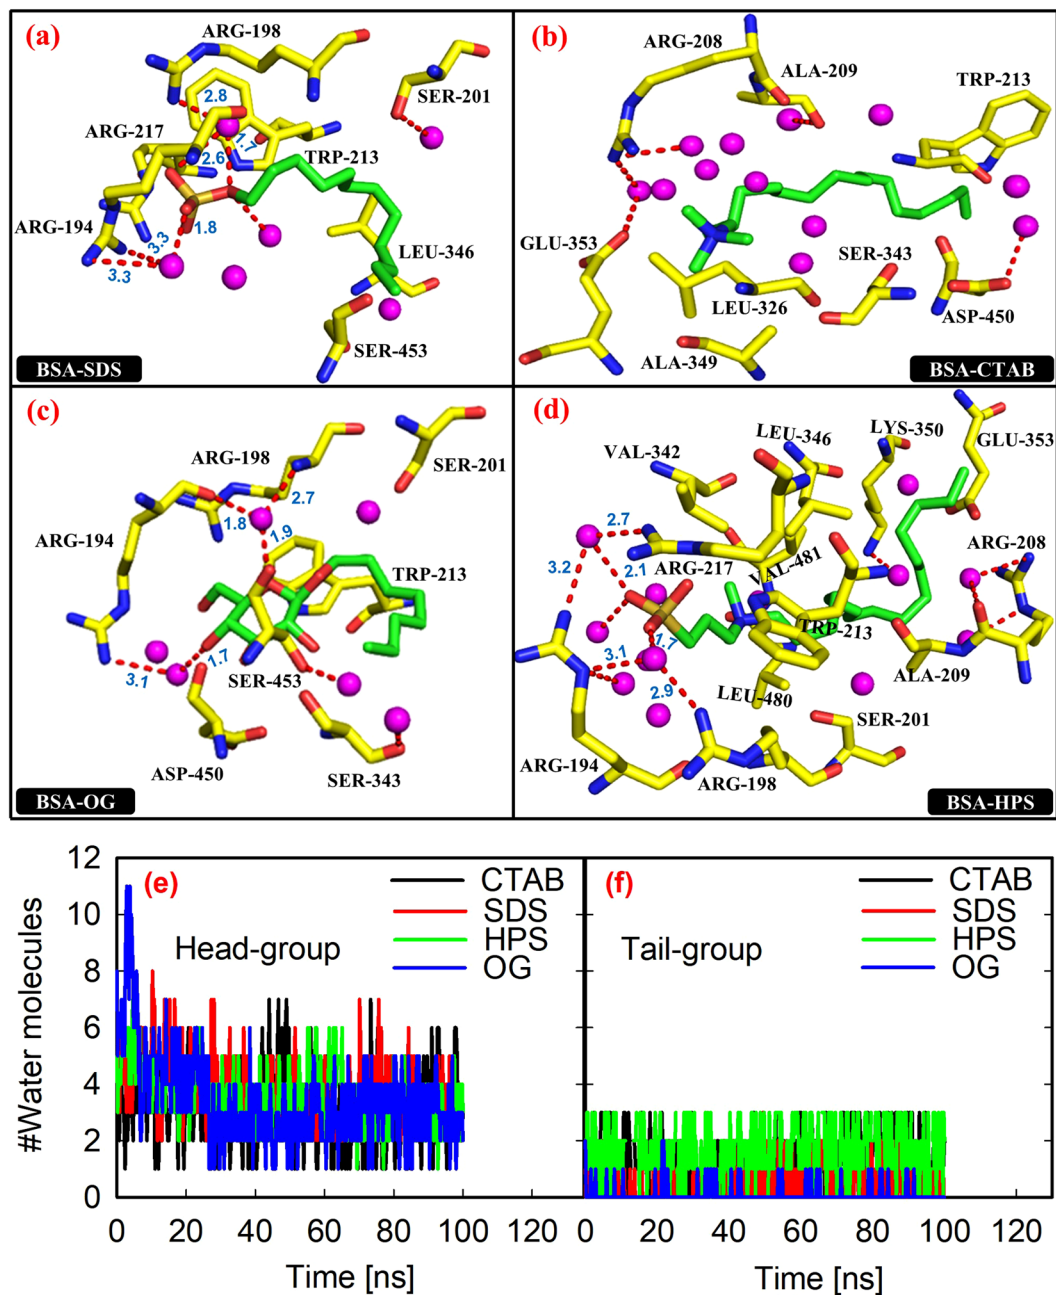 (a)
ARG-198
SER-201
2.8
ARG-217
1.7
2.6
TRP-213
ARG-194
1.8
3.3
3.3
LEU-346
SER-453
BSA-SDS
(b)
ARG-208
ALA-209
TRP-213
GLU-353
SER-343
LEU-326
ASP-450
ALA-349
BSA-CTAB
(c)
ARG-198
SER-201
2.7
1.8
1.9
ARG-194
TRP-213
1.7
3.1
SER-453
ASP-450
SER-343
BSA-OG
(d)
VAL-342
LEU-346
LYS-350
GLU-353
2.7
3.2
2.1
ARG-217
VAL-481
ARG-208
TRP-213
1.7
3.1
ALA-209
2.9
LEU-480
SER-201
ARG-194
ARG-198
BSA-HPS
#Water molecules
12
10
8
6
4
2
0
(e)
CTAB
SDS
HPS
OG
Head-group
0 20 40 60 80 100 120
Time [ns]
(f)
CTAB
SDS
HPS
OG
Tail-group
0 20 40 60 80 100 120
Time [ns]